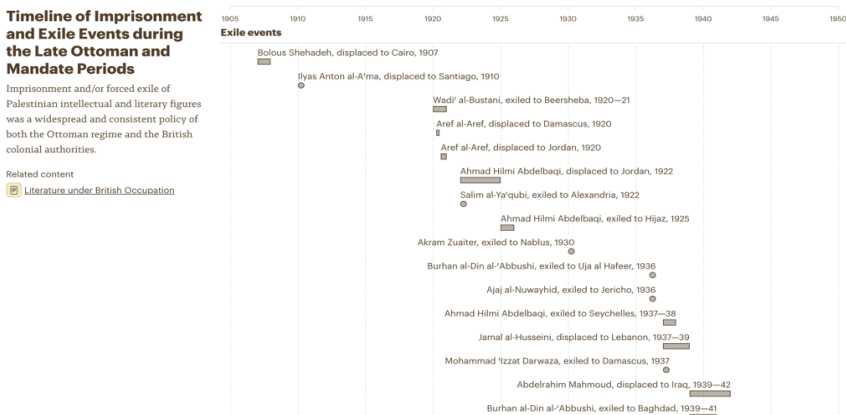 Timeline of Imprisonment
and Exile Events during
the Late Ottoman and
Mandate Periods
Imprisonment and/or forced exile of
Palestinian intellectual and literary figures
was a widespread and consistent policy of
both the Ottoman regime and the British
colonial authorities.
Related content
Literature under British Occupation
1905 1910 1915 1920 1925 1930 1935 1940 1945 1950
Exile events
Bolous Shehadeh, displaced to Cairo, 1907
Ilyas Anton al-Aʿma, displaced to Santiago, 1910
Wadiʿ al-Bustani, exiled to Beersheba, 1920—21
Aref al-Aref, displaced to Damascus, 1920
Aref al-Aref, displaced to Jordan, 1920
Ahmad Hilmi Abdelbaqi, displaced to Jordan, 1922
Salim al-Yaʿqubi, exiled to Alexandria, 1922
Ahmad Hilmi Abdelbaqi, exiled to Hijaz, 1925
Akram Zuaiter, exiled to Nablus, 1930
Burhan al-Din al-ʿAbbushi, exiled to Uja al Hafeer, 1936
Ajaj al-Nuwayhid, exiled to Jericho, 1936
Ahmad Hilmi Abdelbaqi, exiled to Seychelles, 1937—38
Jamal al-Husseini, displaced to Lebanon, 1937—39
Mohammad ʿIzzat Darwaza, exiled to Damascus, 1937
Abdelrahim Mahmoud, displaced to Iraq, 1939—42
Burhan al-Din al-ʿAbbushi, exiled to Baghdad, 1939—41